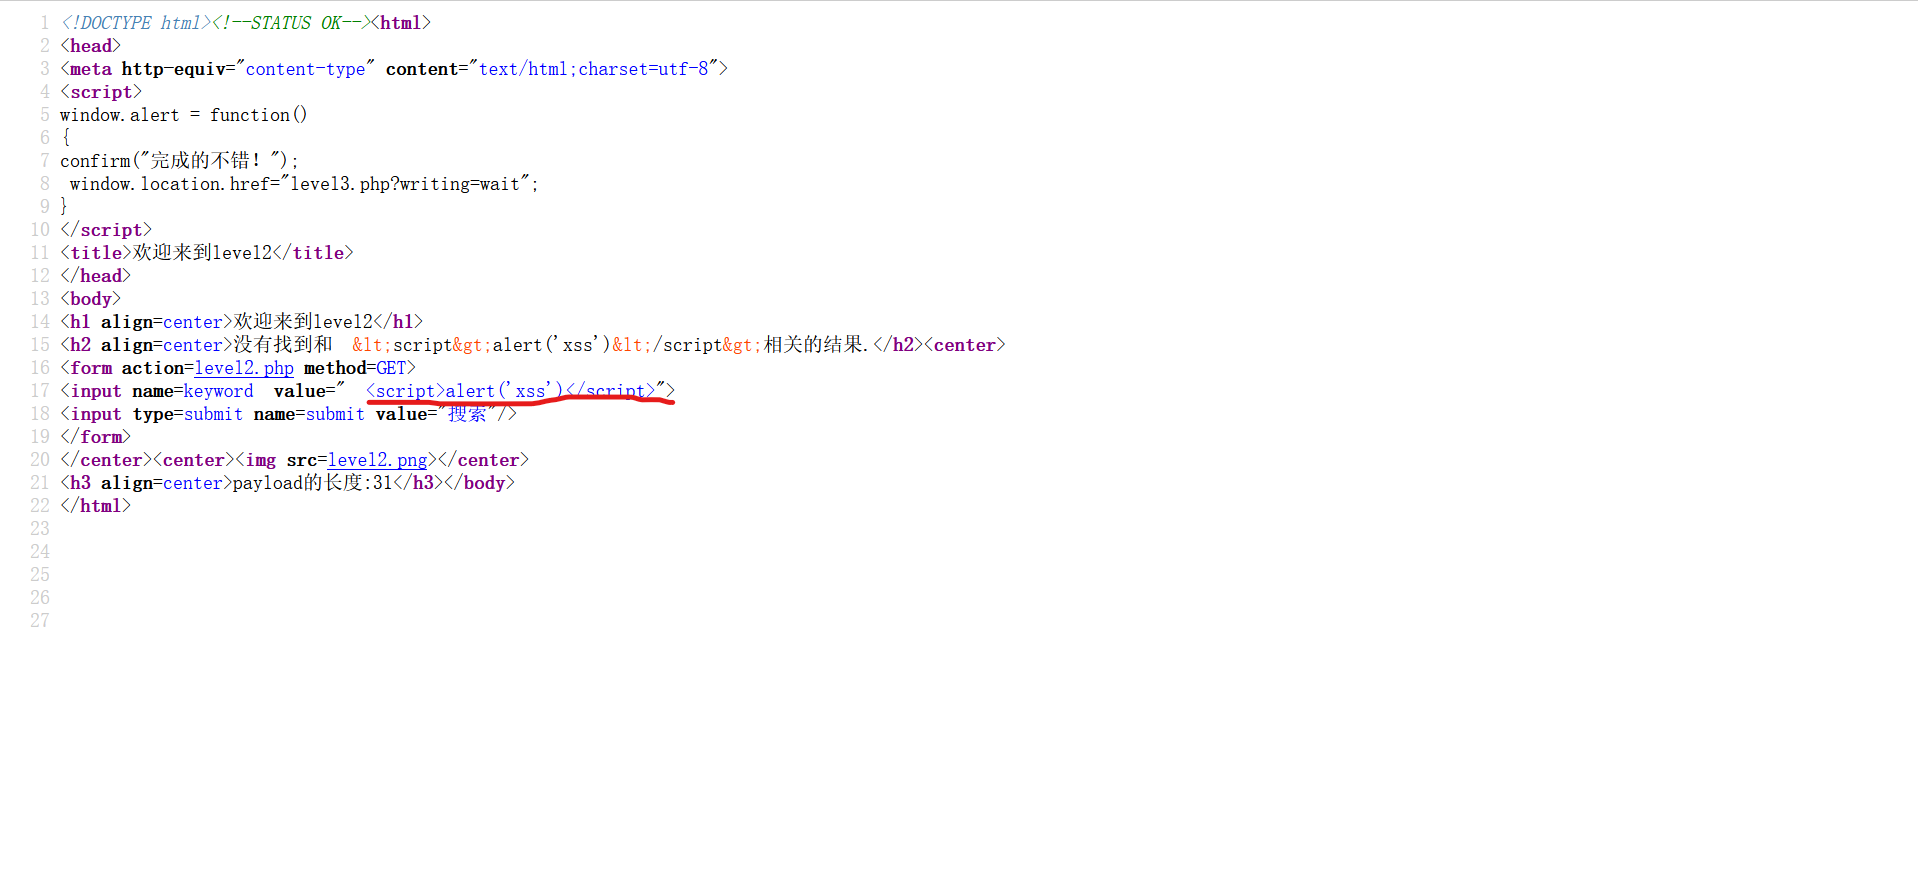 1 <!DOCTYPE html><!--STATUS OK--><html>
2 <head>
3 <meta http-equiv="content-type" content="text/html;charset=utf-8">
4 <script>
5 window.alert = function()
6 {
7 confirm("完成的不错！");
8  window.location.href="level3.php?writing=wait";
9 }
10 </script>
11 <title>欢迎来到level2</title>
12 </head>
13 <body>
14 <h1 align=center>欢迎来到level2</h1>
15 <h2 align=center>没有找到和  &lt;script&gt;alert('xss')&lt;/script&gt;相关的结果.</h2><center>
16 <form action=level2.php method=GET>
17 <input name=keyword  value="  <script>alert('xss')</script>">
18 <input type=submit name=submit value="搜索"/>
19 </form>
20 </center><center><img src=level2.png></center>
21 <h3 align=center>payload的长度:31</h3></body>
22 </html>
23
24
25
26
27